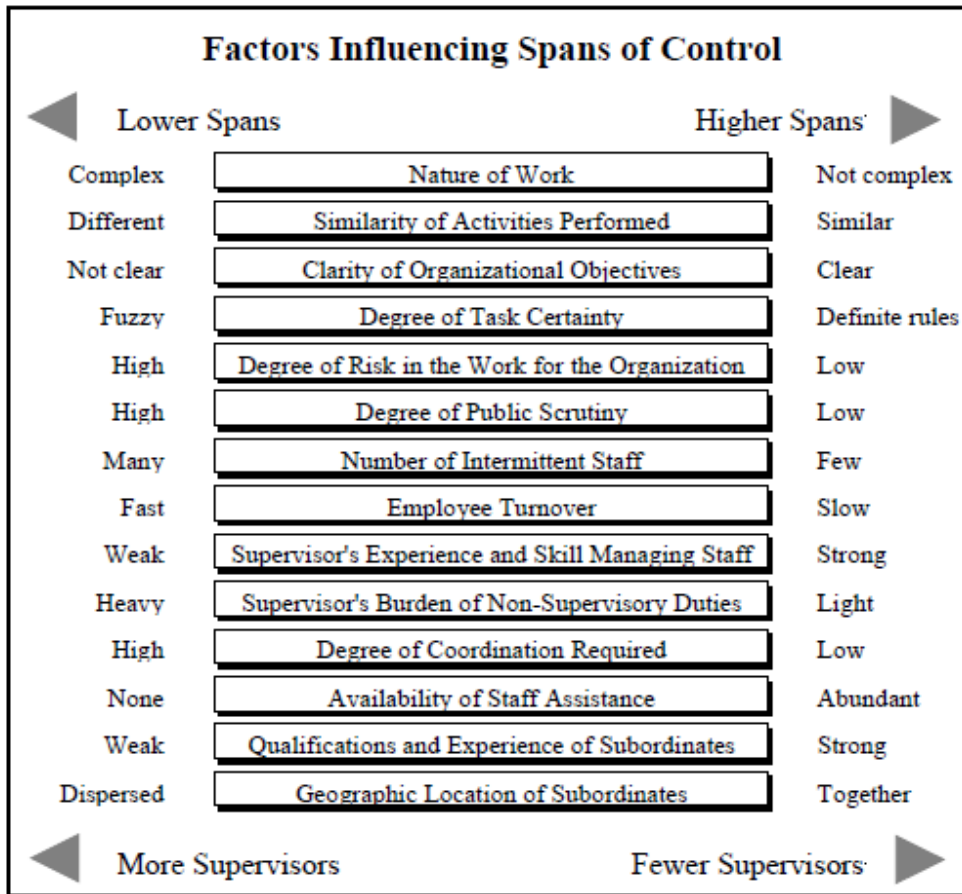 Factors Influencing Spans of Control
Lower Spans Higher Spans
Complex Nature of Work Not complex
Different Similarity of Activities Performed Similar
Not clear Clarity of Organizational Objectives Clear
Fuzzy Degree of Task Certainty Definite rules
High Degree of Risk in the Work for the Organization Low
High Degree of Public Scrutiny Low
Many Number of Intermittent Staff Few
Fast Employee Turnover Slow
Weak Supervisor's Experience and Skill Managing Staff Strong
Heavy Supervisor's Burden of Non-Supervisory Duties Light
High Degree of Coordination Required Low
None Availability of Staff Assistance Abundant
Weak Qualifications and Experience of Subordinates Strong
Dispersed Geographic Location of Subordinates Together
More Supervisors Fewer Supervisors